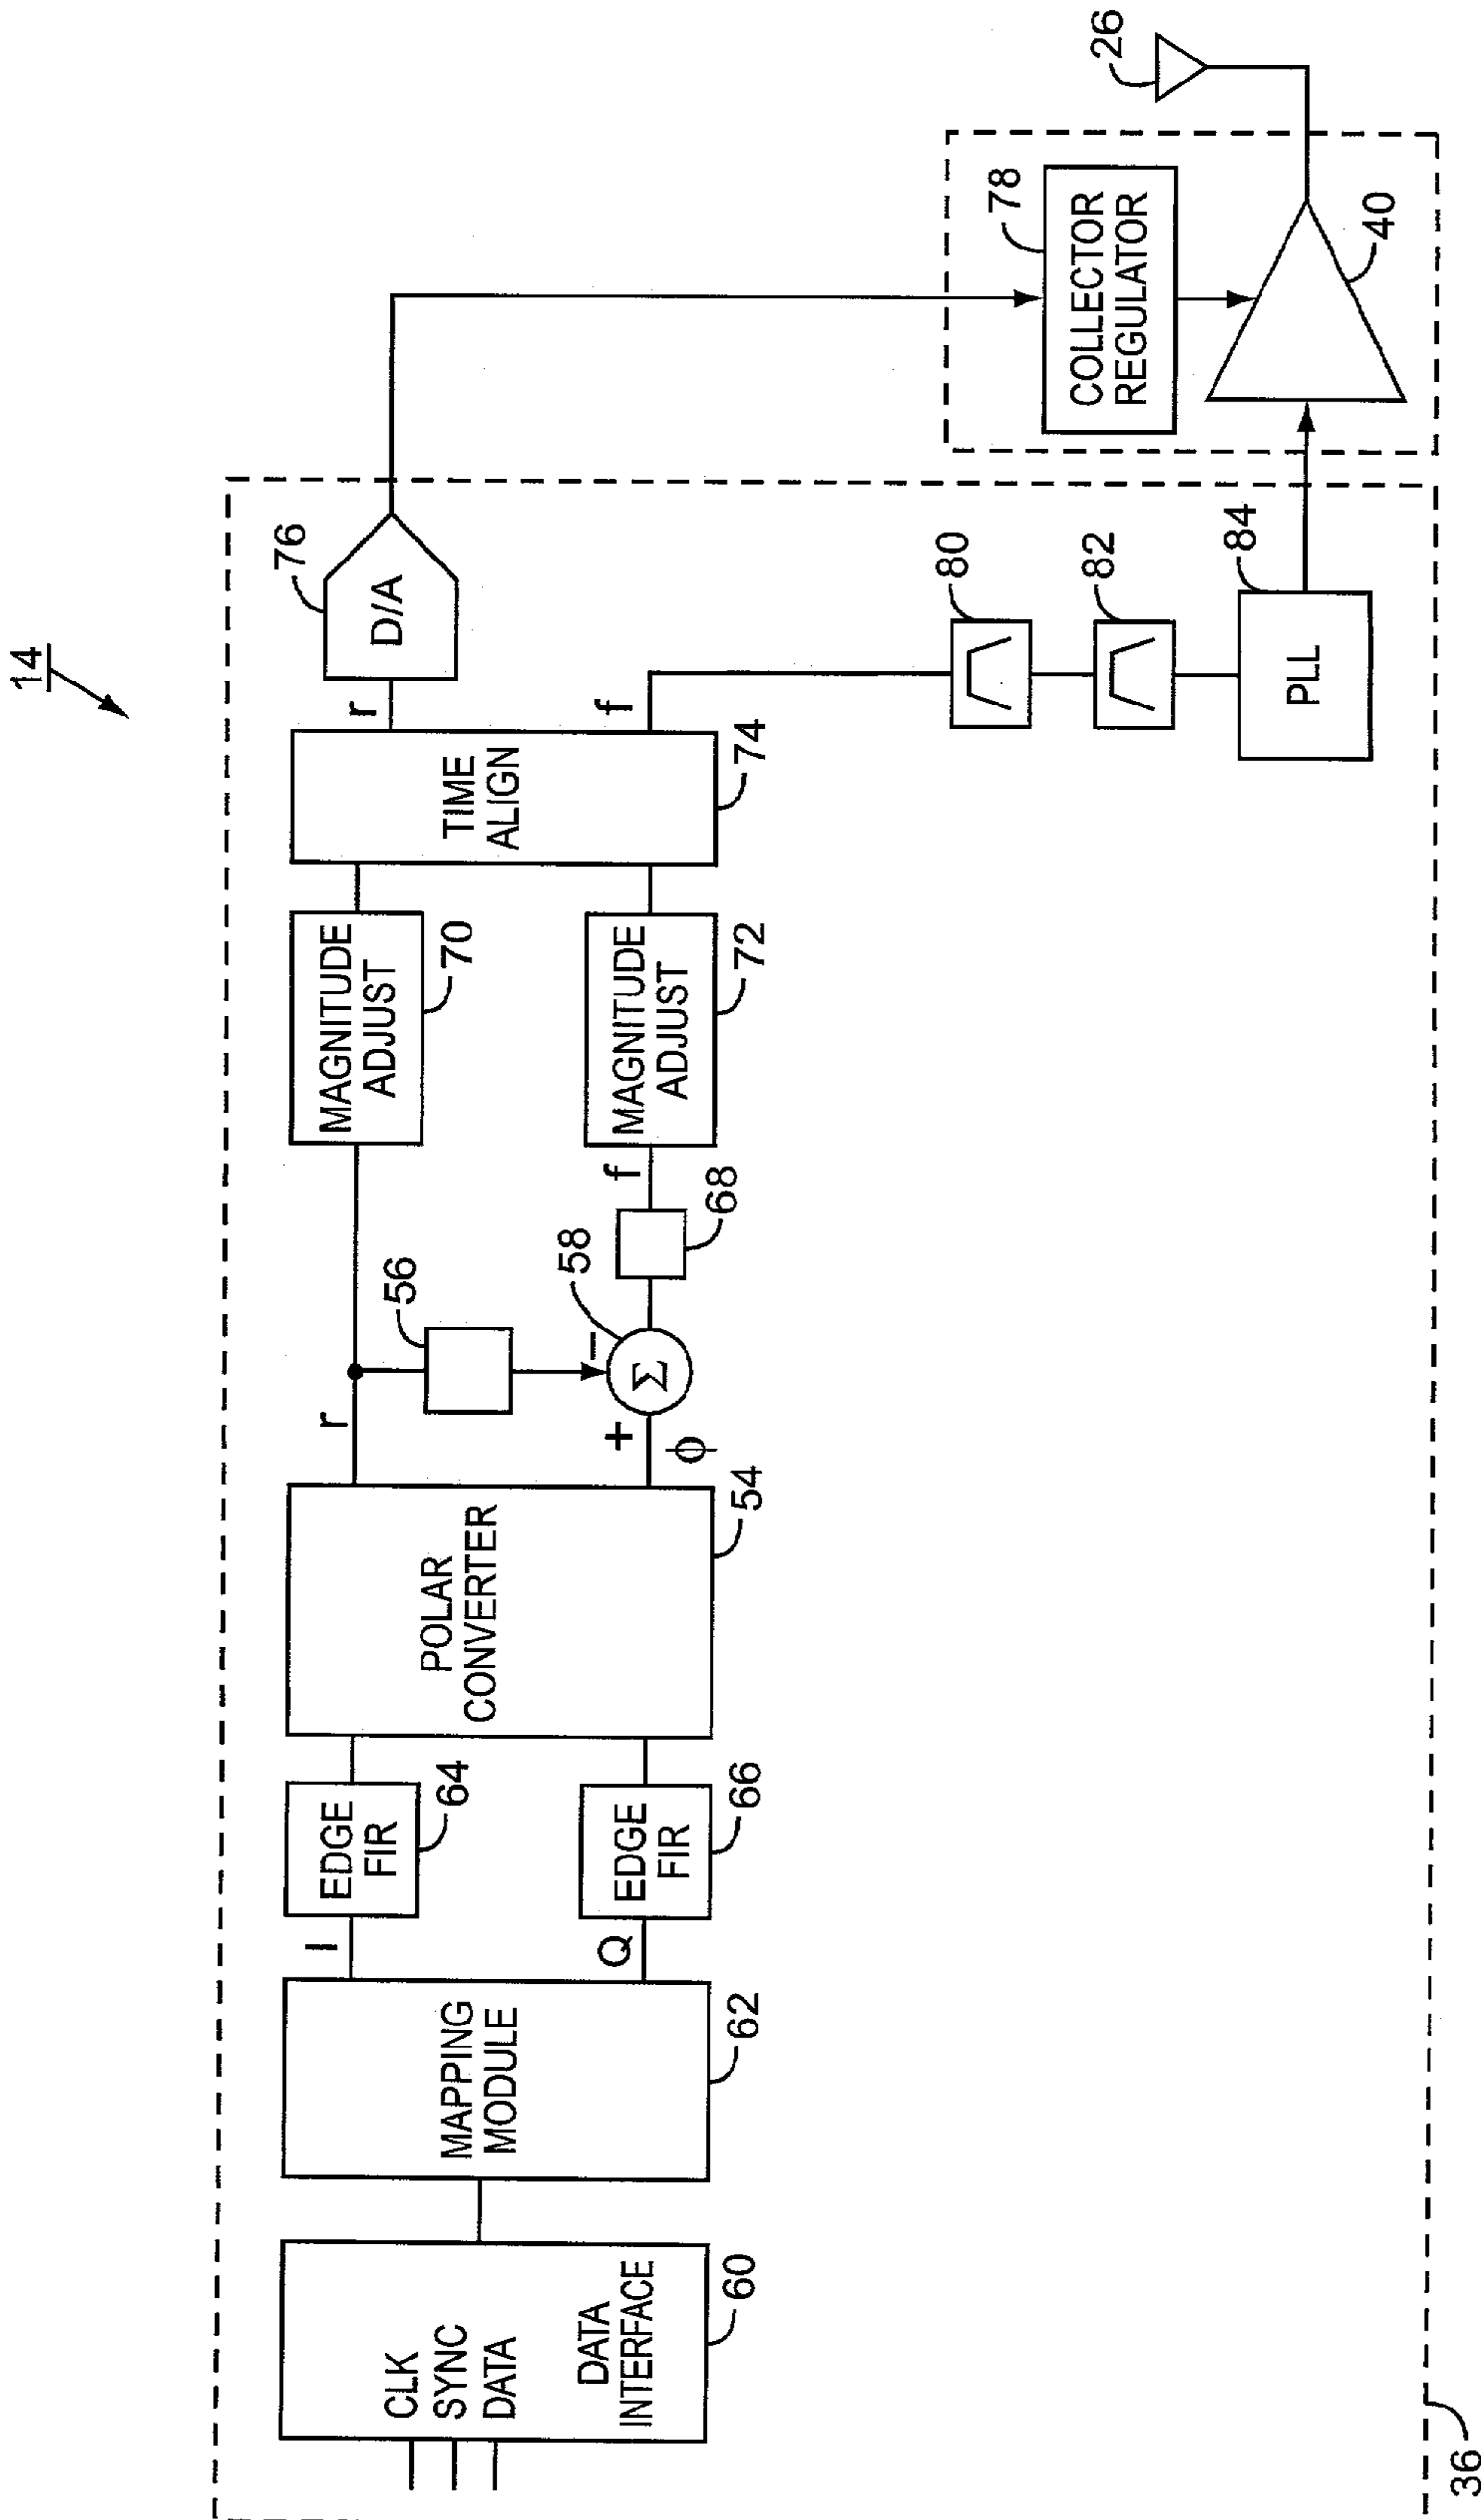 14
CLK
SYNC
DATA
DATA
INTERFACE
60
MAPPING
MODULE
62
I
Q
EDGE
FIR
64
EDGE
FIR
66
POLAR
CONVERTER
54
r
ϕ
+
−
56
Σ
58
68
f
MAGNITUDE
ADJUST
70
MAGNITUDE
ADJUST
72
TIME
ALIGN
74
r
f
D/A
76
80
82
PLL
84
COLLECTOR
REGULATOR
78
40
26
36